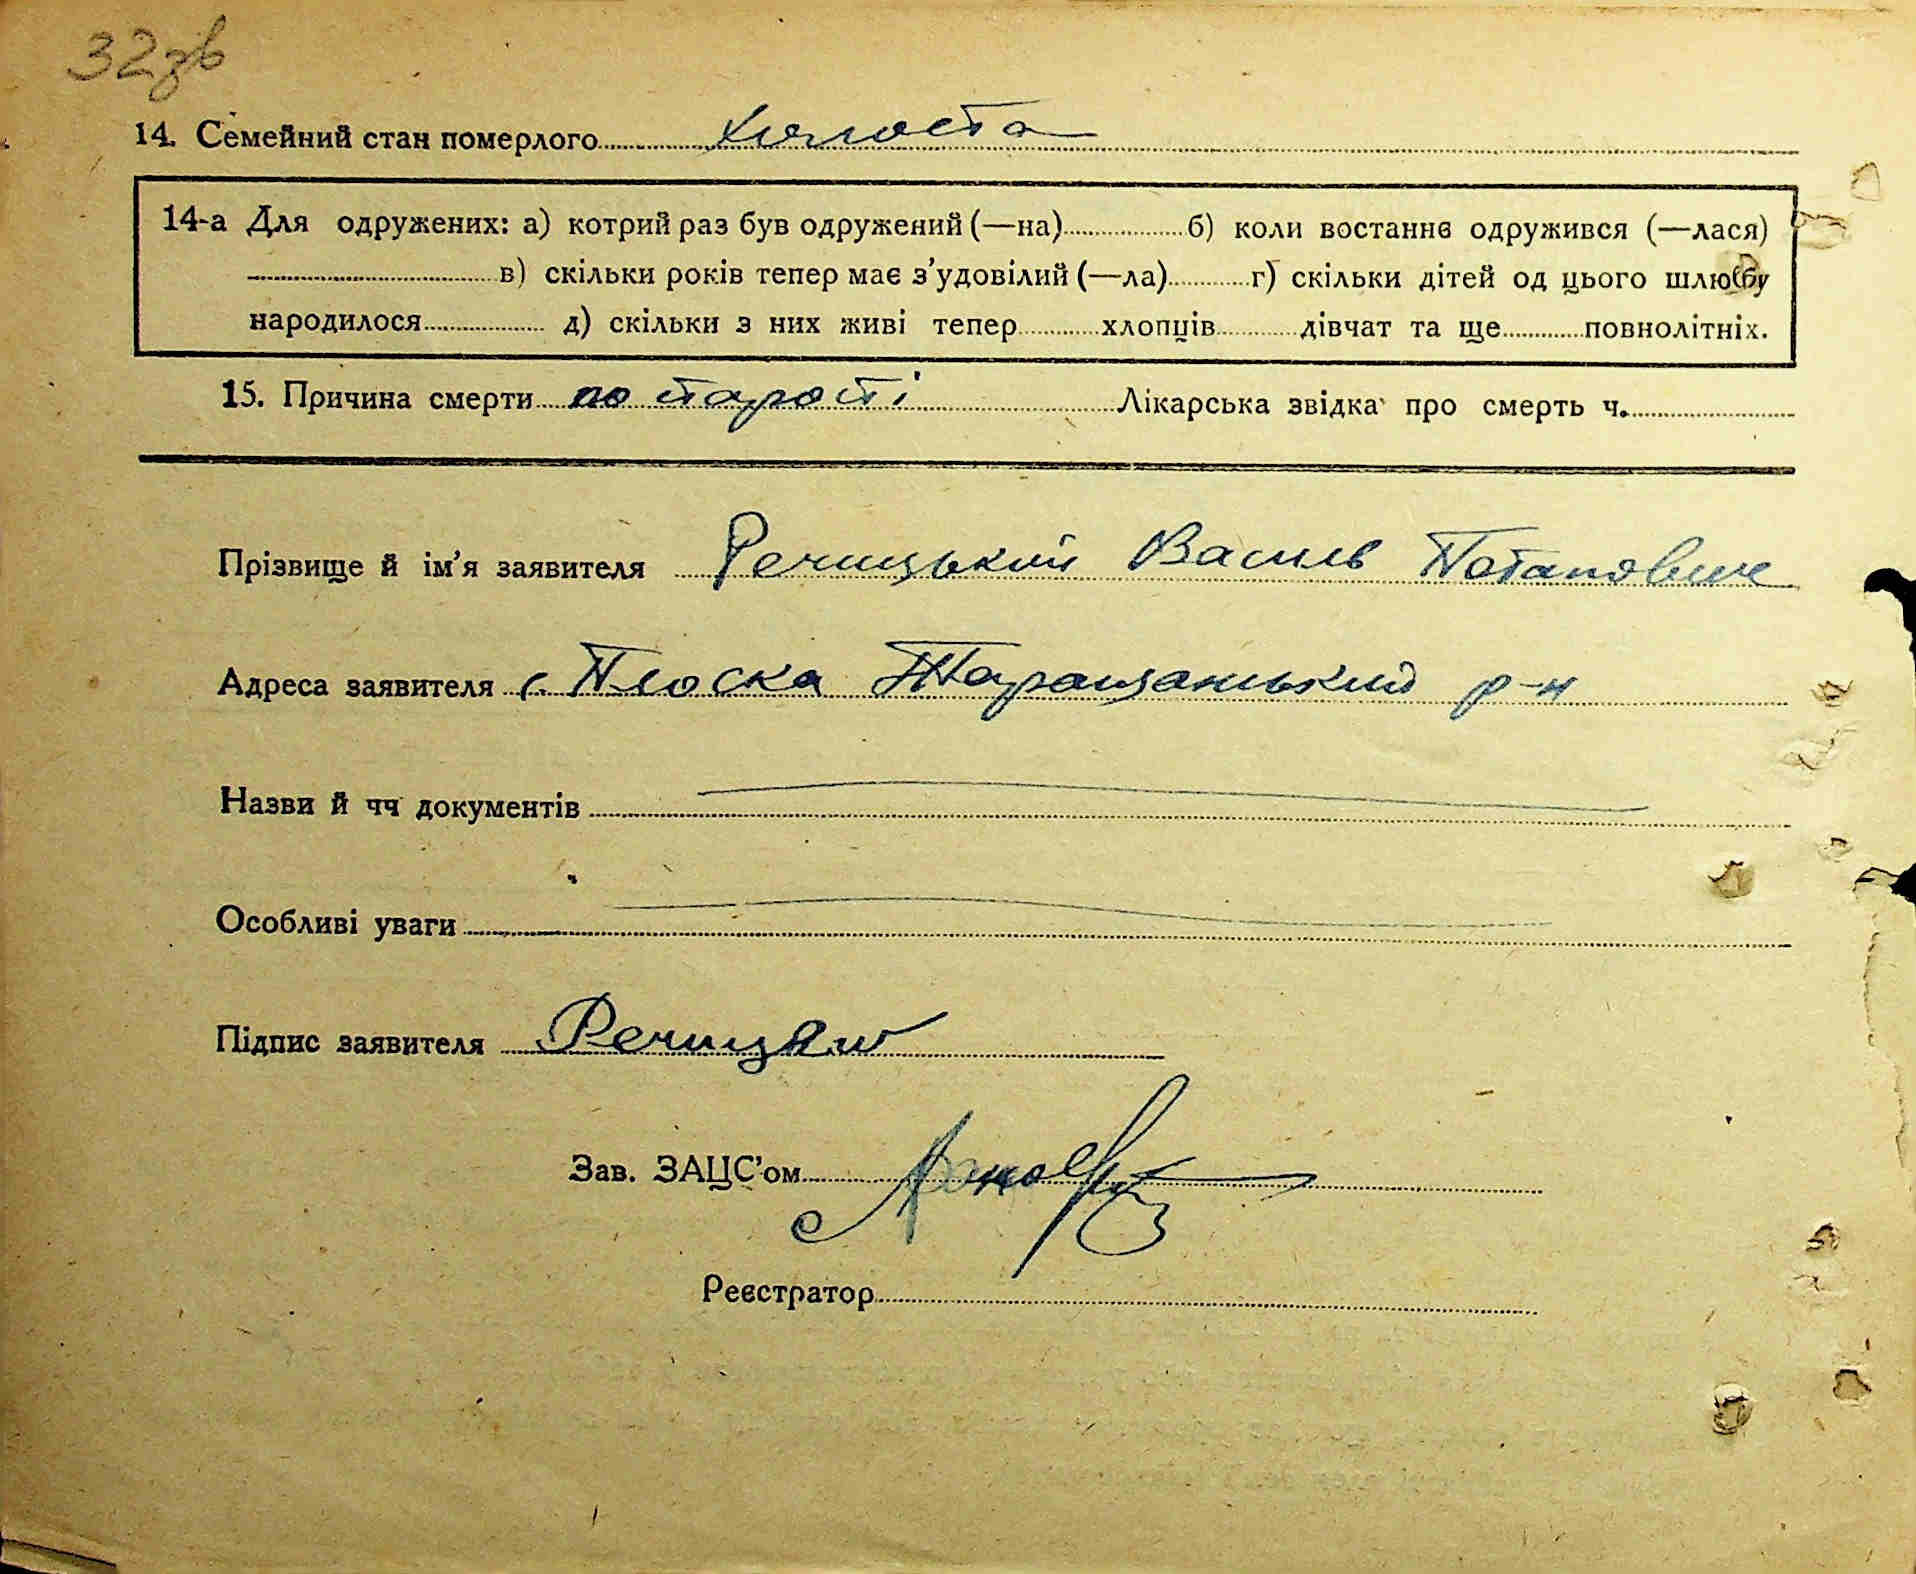 32зв
14. Семейний стан померлого холоста
14-а Для одружених: а) котрий раз був одружений (—на) б) коли востаннє одружився (—лася)
в) скільки років тепер має з’удовілий (—ла) г) скільки дітей од цього шлюбу
народилося д) скільки з них живі тепер хлопців дівчат та ще повнолітніх.
15. Причина смерти по старості Лікарська звідка про смерть ч.
Прізвище й ім’я заявителя Речицький Василь Потапович
Адреса заявителя с. Плоска Таращанський р-н
Назви й чч документів
Особливі уваги
Підпис заявителя Речицький
Зав. ЗАЦС’ом
Реєстратор